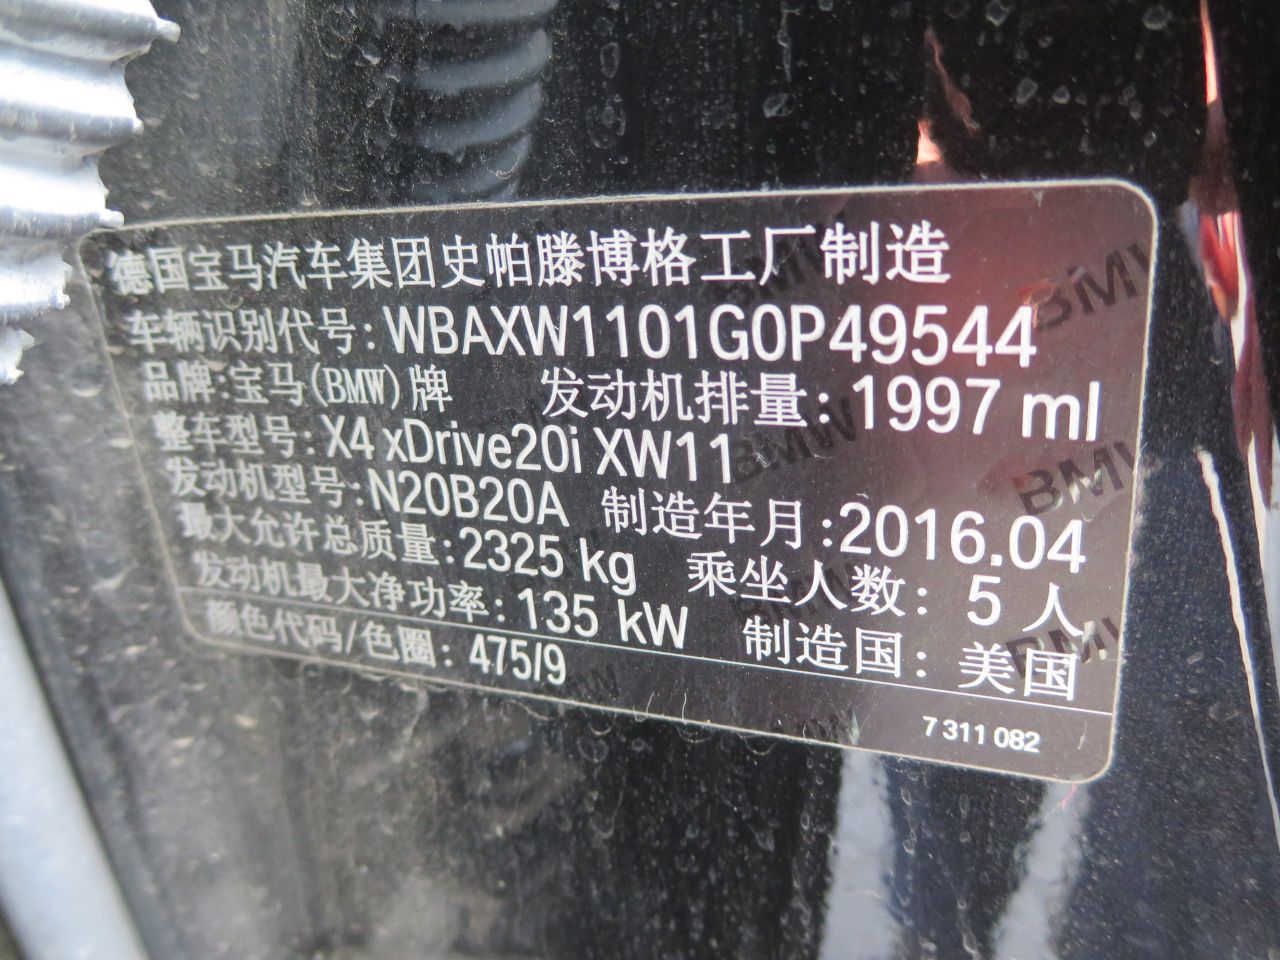 德国宝马汽车集团史帕滕博格工厂制造
车辆识别代号:WBAXW1101G0P49544
品牌:宝马(BMW)牌 发动机排量:1997 ml
整车型号:X4 xDrive20i XW11
发动机型号:N20B20A 制造年月:2016.04
最大允许总质量:2325 kg 乘坐人数: 5 人
发动机最大净功率:135 kW 制造国: 美国
颜色代码/色圈: 475/9
7 311 082